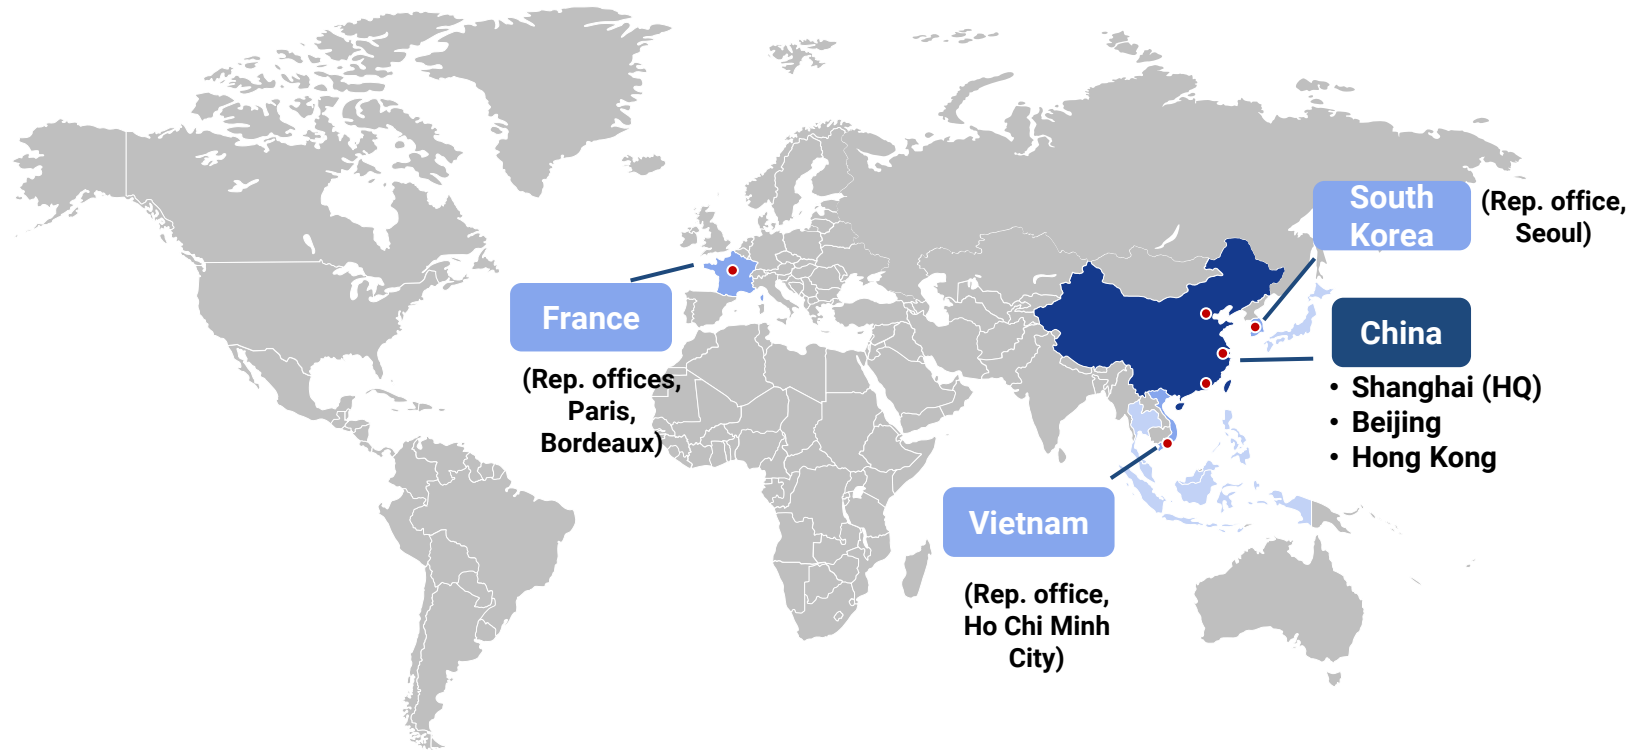 South
Korea
(Rep. office,
Seoul)
France
(Rep. offices,
Paris,
Bordeaux)
China
• Shanghai (HQ)
• Beijing
• Hong Kong
Vietnam
(Rep. office,
Ho Chi Minh
City)